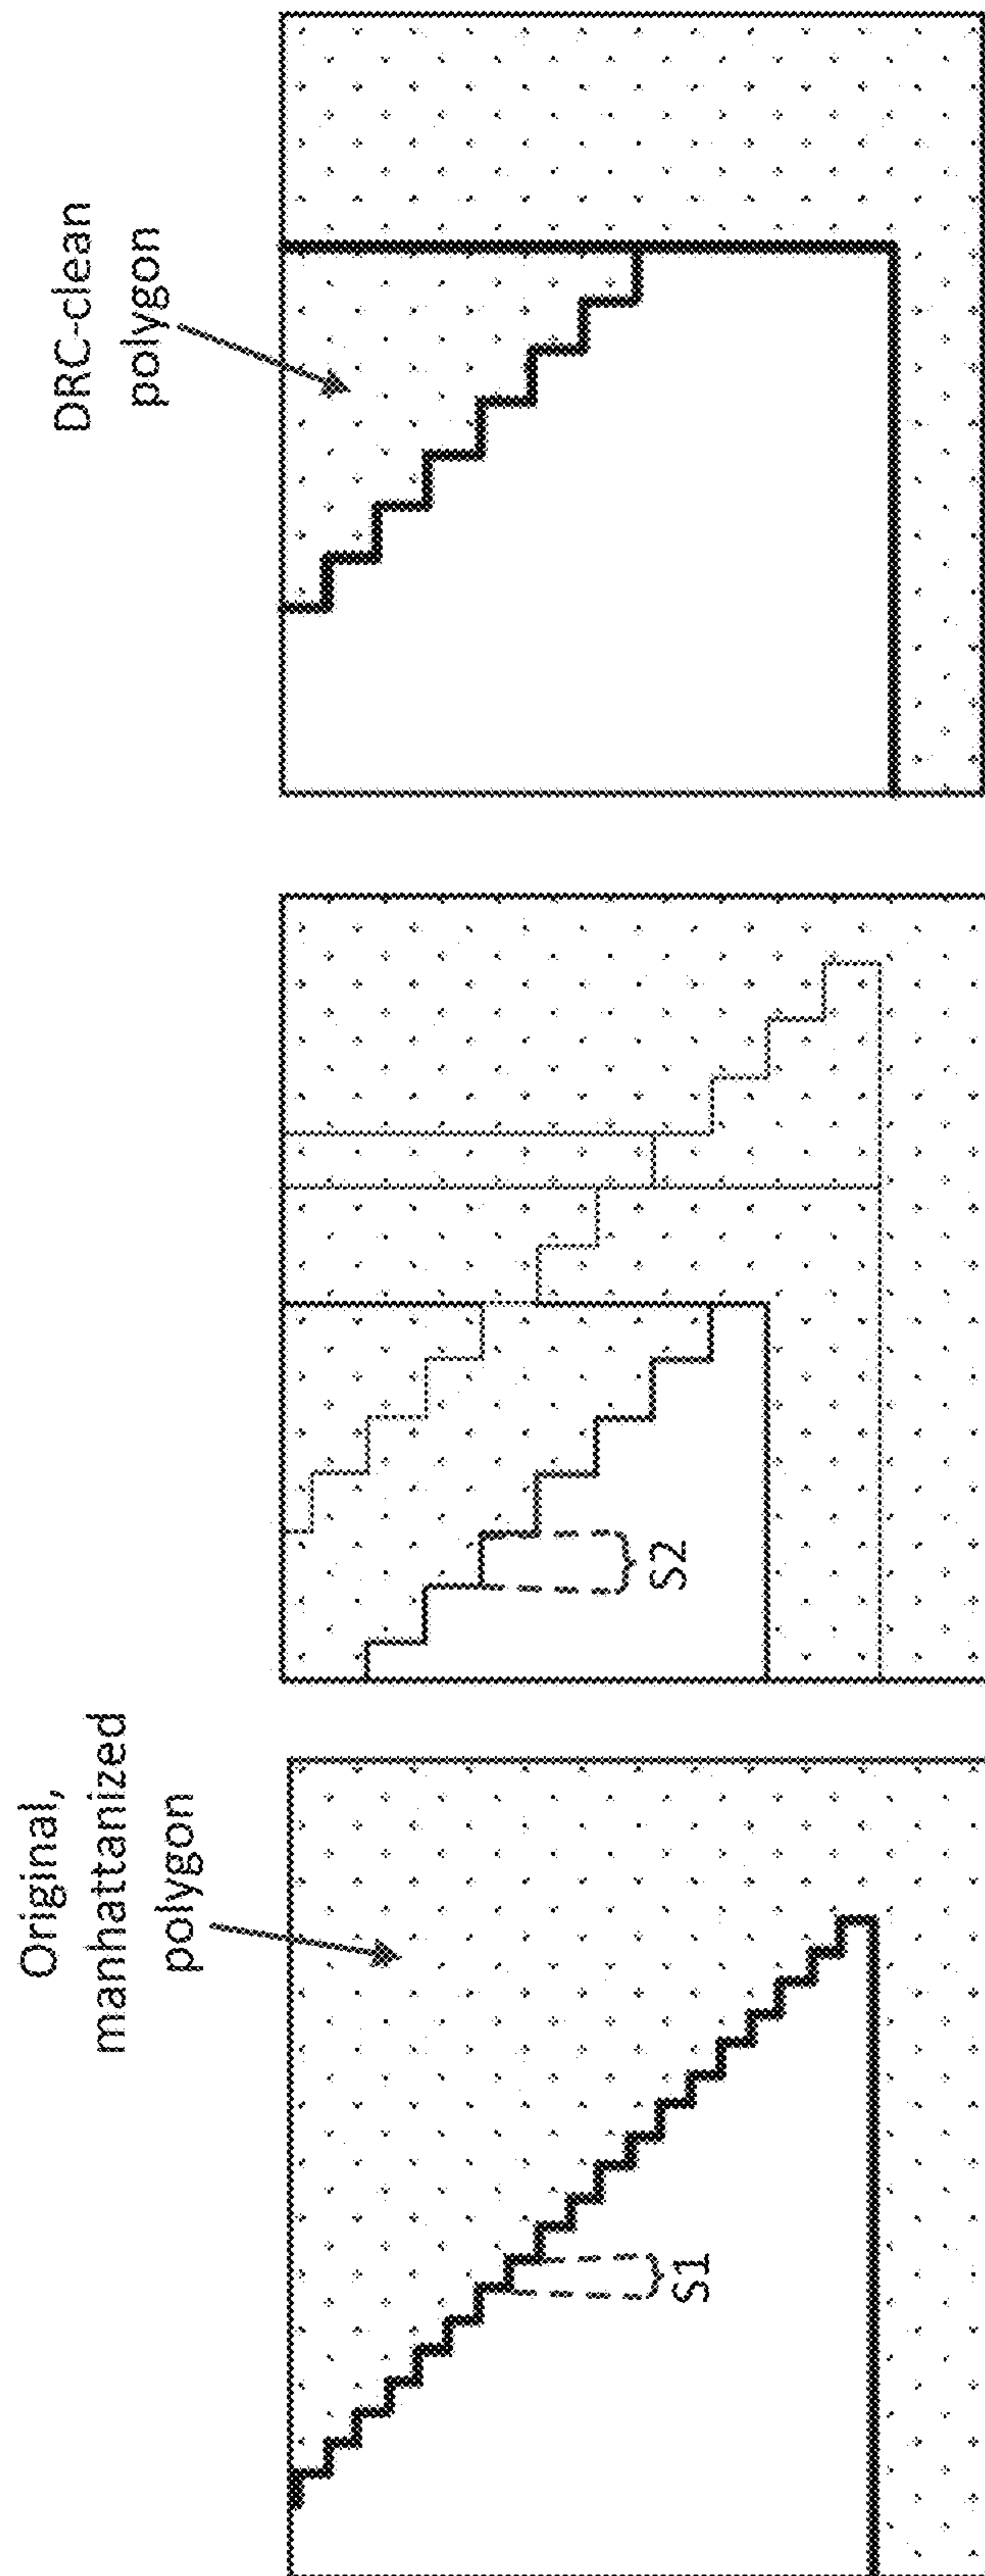 Original,
manhattanized
polygon
S1
S2
DRC-clean
polygon